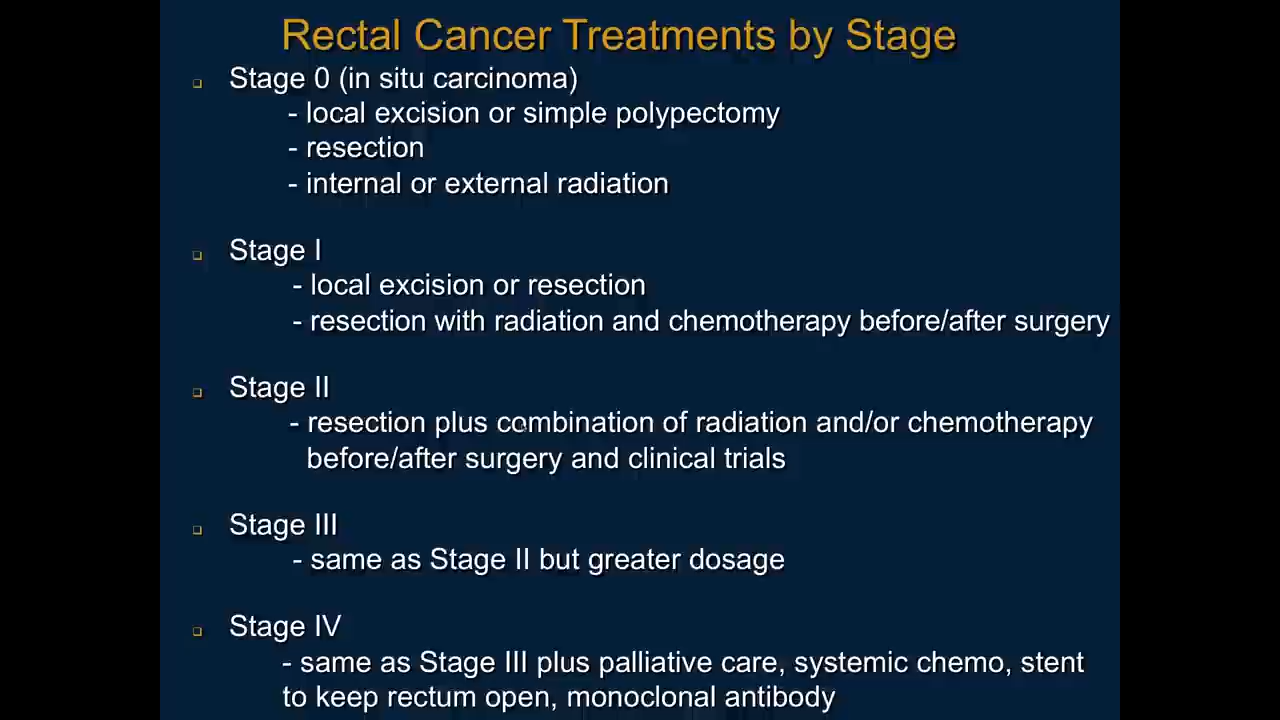 Rectal Cancer Treatments by Stage
Stage 0 (in situ carcinoma)
- local excision or simple polypectomy
- resection
- internal or external radiation
Stage I
- local excision or resection
- resection with radiation and chemotherapy before/after surgery
Stage II
- resection plus combination of radiation and/or chemotherapy
before/after surgery and clinical trials
Stage III
- same as Stage II but greater dosage
Stage IV
- same as Stage III plus palliative care, systemic chemo, stent
to keep rectum open, monoclonal antibody